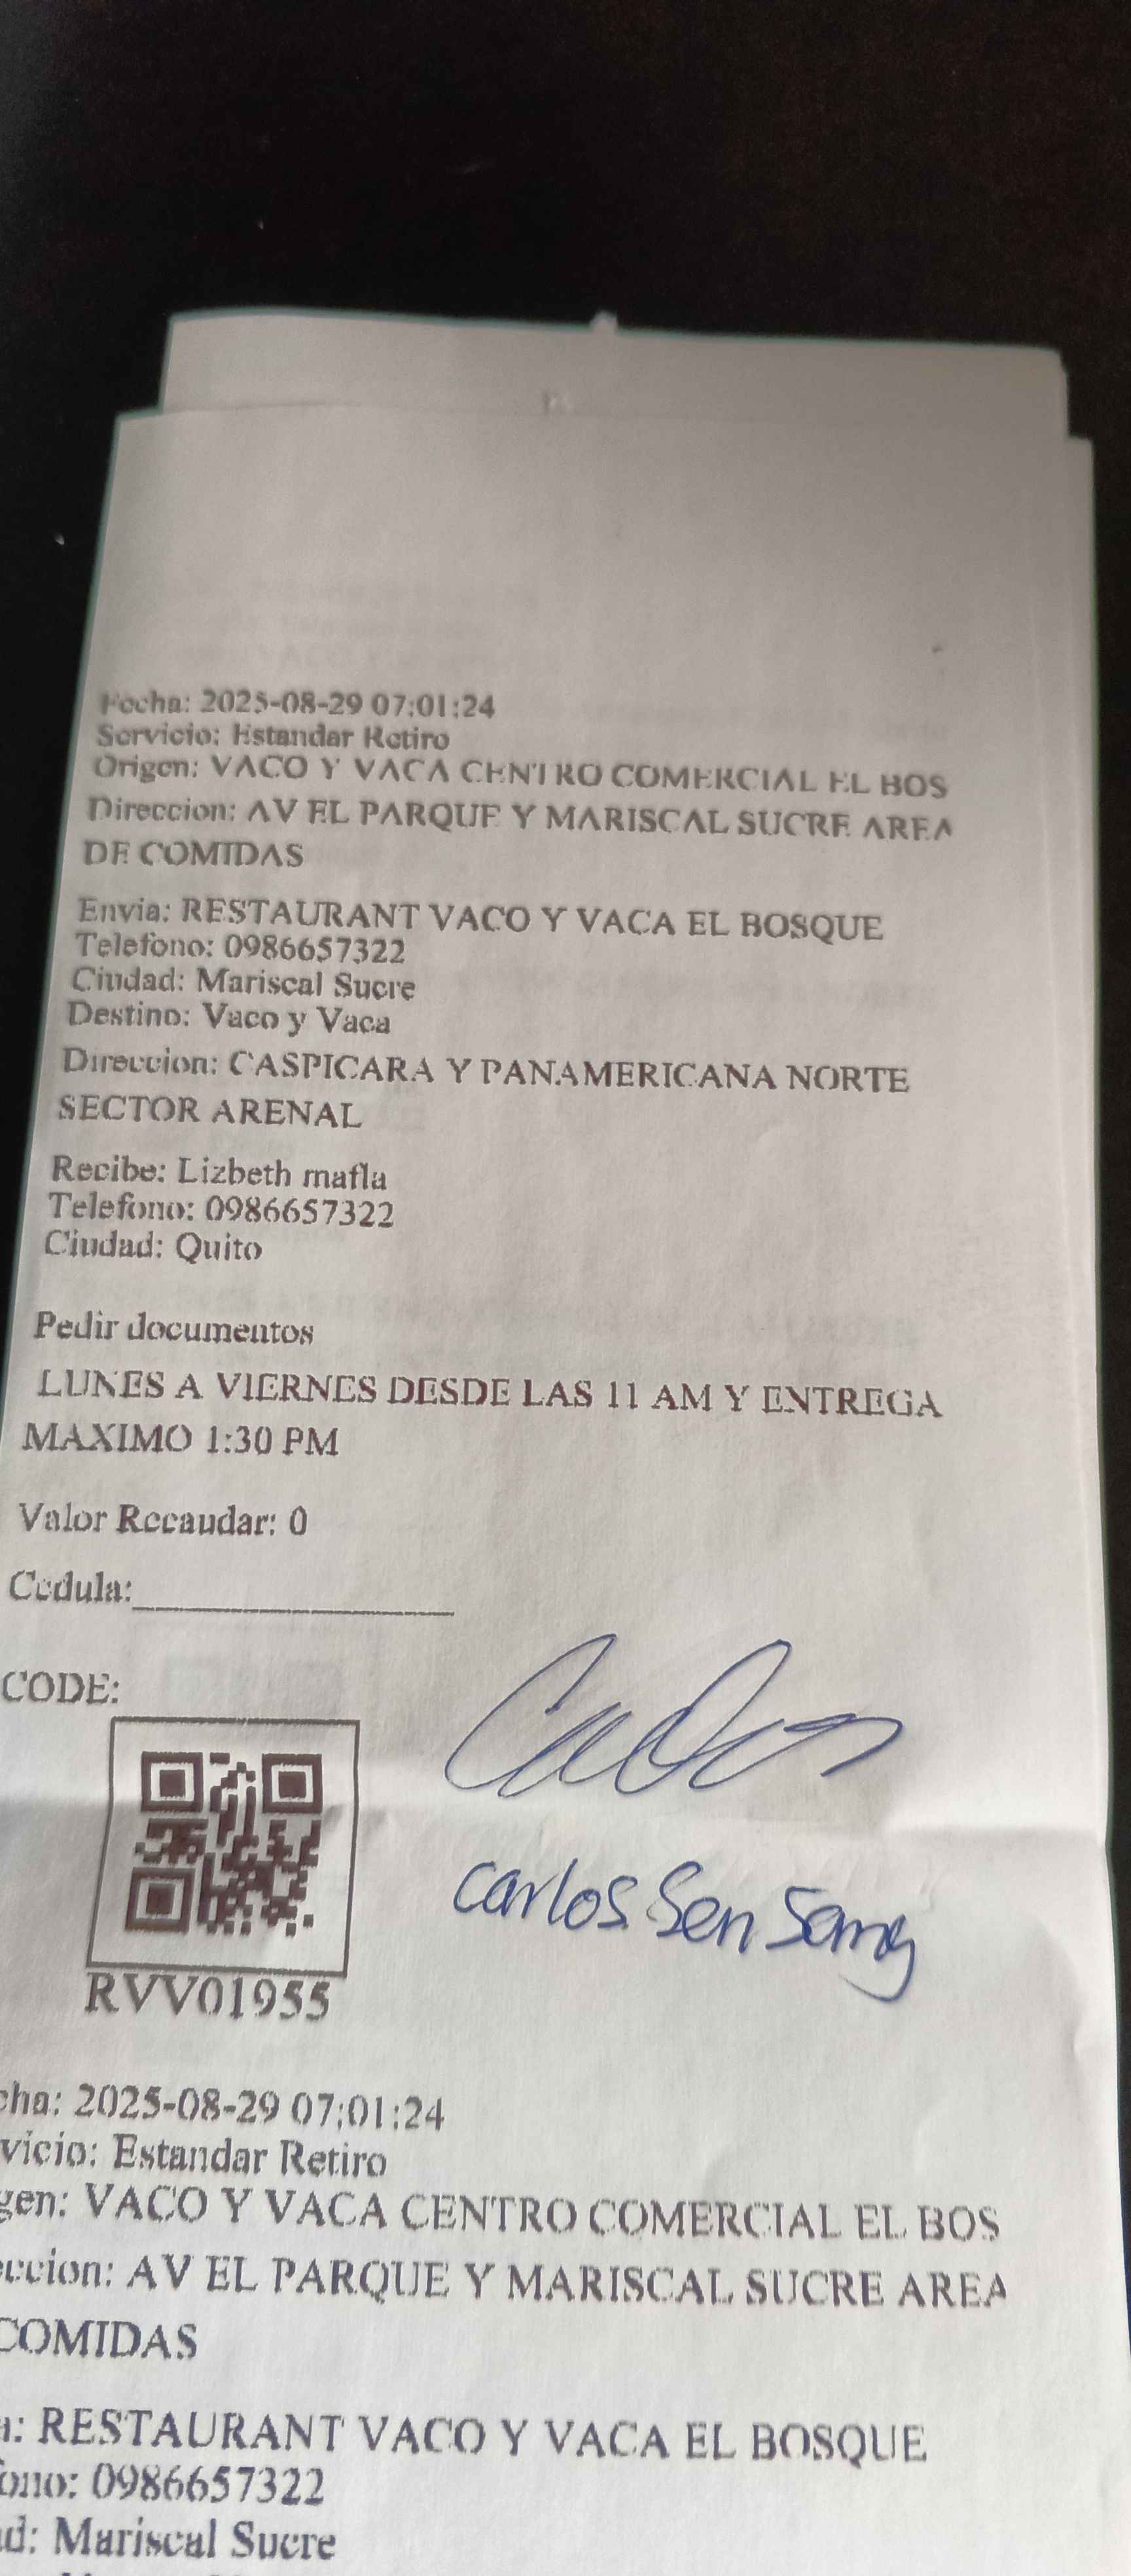 Fecha: 2025-08-29 07:01:24
Servicio: Estandar Retiro
Origen: VACO Y VACA CENTRO COMERCIAL EL BOS
Direccion: AV EL PARQUE Y MARISCAL SUCRE AREA
DE COMIDAS
Envia: RESTAURANT VACO Y VACA EL BOSQUE
Telefono: 0986657322
Ciudad: Mariscal Sucre
Destino: Vaco y Vaca
Direccion: CASPICARA Y PANAMERICANA NORTE
SECTOR ARENAL
Recibe: Lizbeth mafla
Telefono: 0986657322
Ciudad: Quito
Pedir documentos
LUNES A VIERNES DESDE LAS 11 AM Y ENTREGA
MAXIMO 1:30 PM
Valor Recaudar: 0
Cedula:
CODE:
carlos Sen Sang
RVV01955
cha: 2025-08-29 07:01:24
vicio: Estandar Retiro
gen: VACO Y VACA CENTRO COMERCIAL EL BOS
eccion: AV EL PARQUE Y MARISCAL SUCRE AREA
COMIDAS
a: RESTAURANT VACO Y VACA EL BOSQUE
fono: 0986657322
ad: Mariscal Sucre